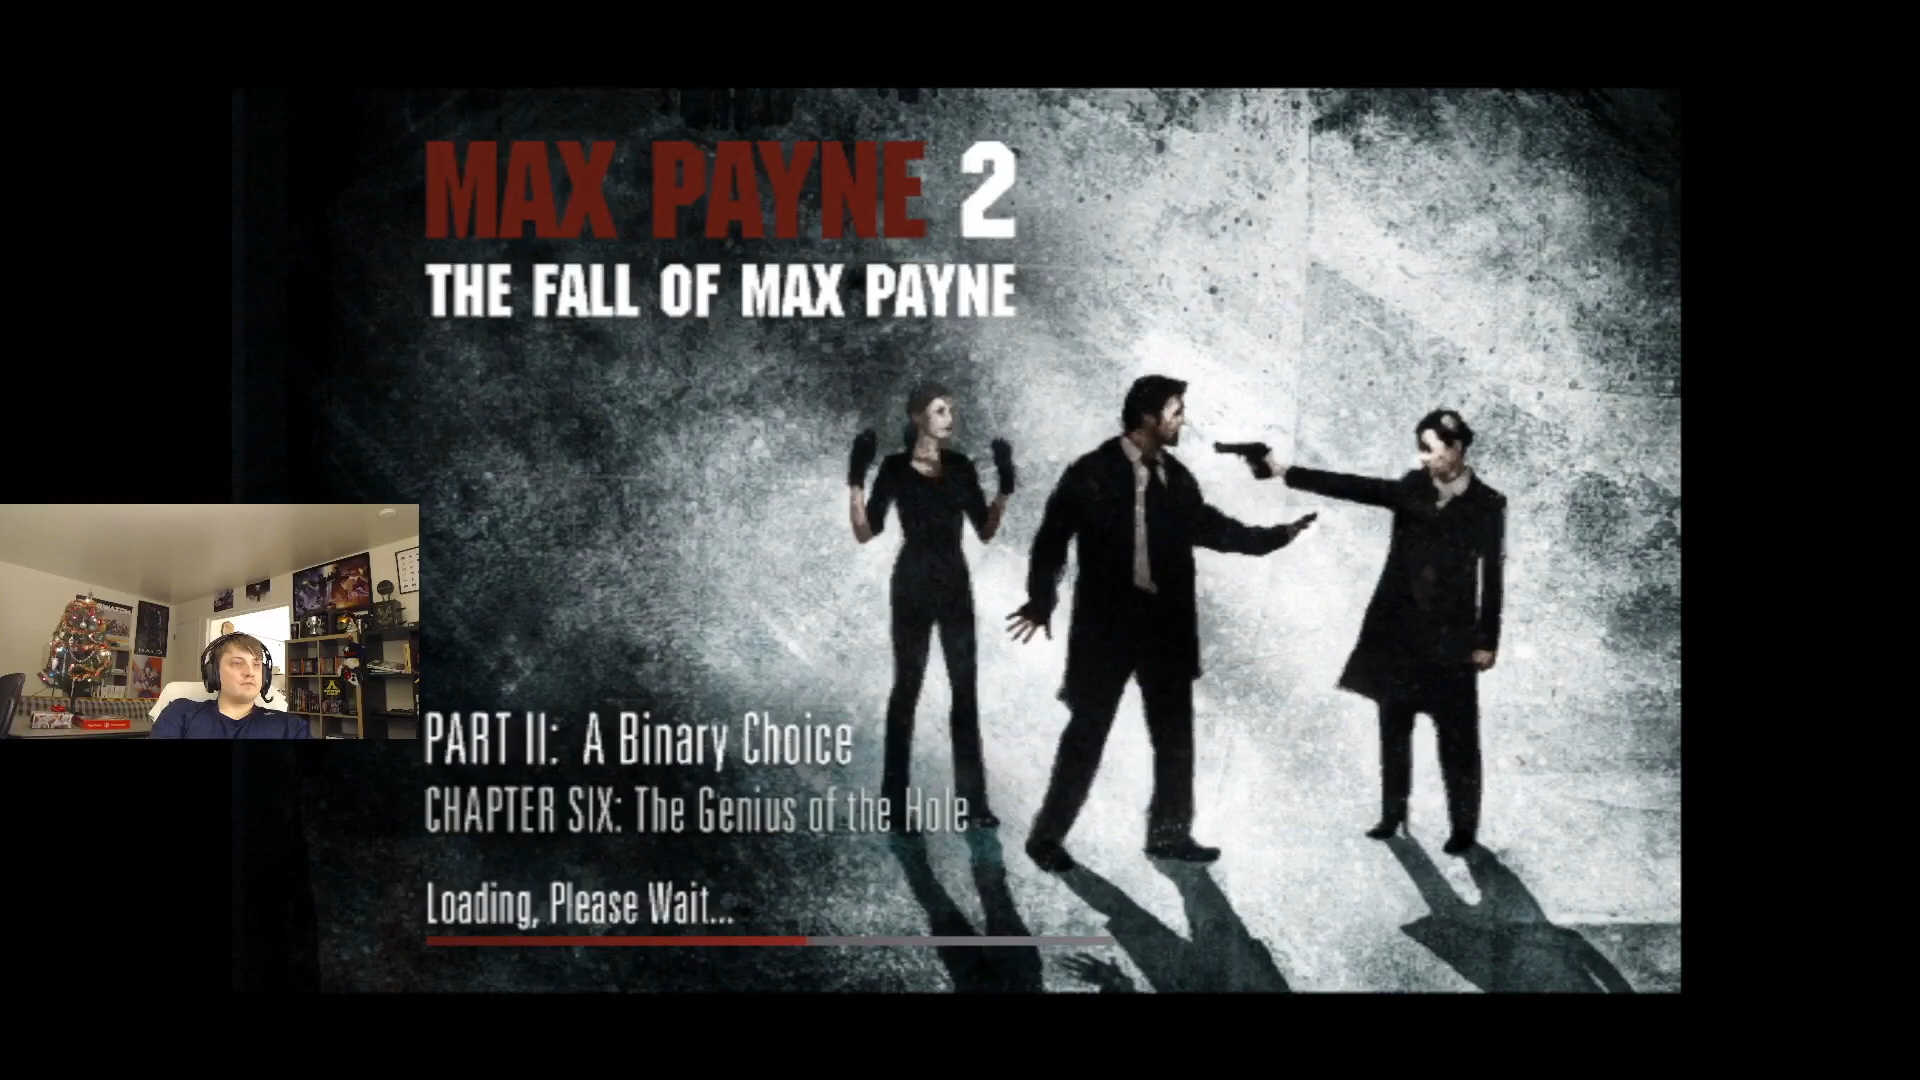 MAX PAYNE 2
THE FALL OF MAX PAYNE
PART II: A Binary Choice
CHAPTER SIX: The Genius of the Hole
Loading, Please Wait...
HALO